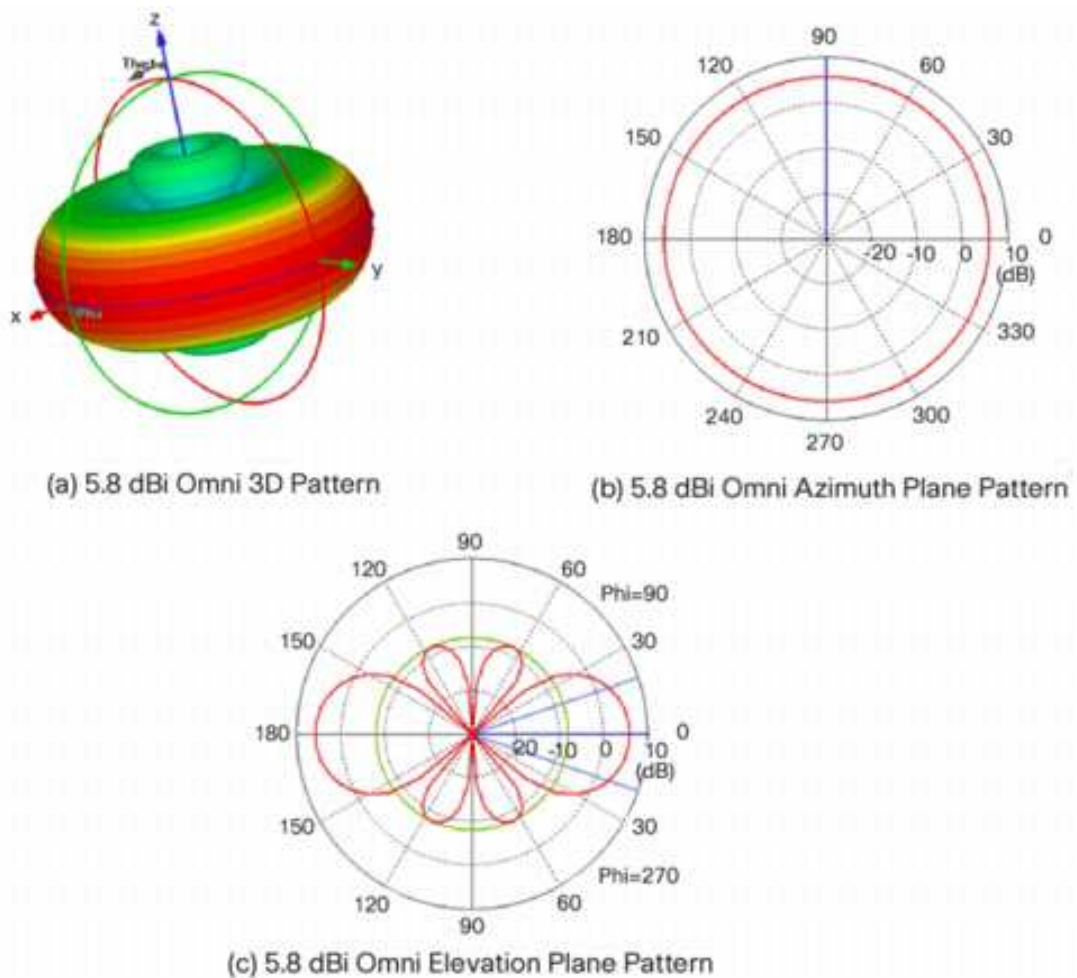 z
Theta
y
x
Phi
(a) 5.8 dBi Omni 3D Pattern
90
120 60
150 30
180 0
-20 -10 0 10
(dB)
210 330
240 300
270
(b) 5.8 dBi Omni Azimuth Plane Pattern
90
120 60
Phi=90
150 30
180 0
20 -10 0 10
(dB)
150 30
Phi=270
120 60
90
(c) 5.8 dBi Omni Elevation Plane Pattern